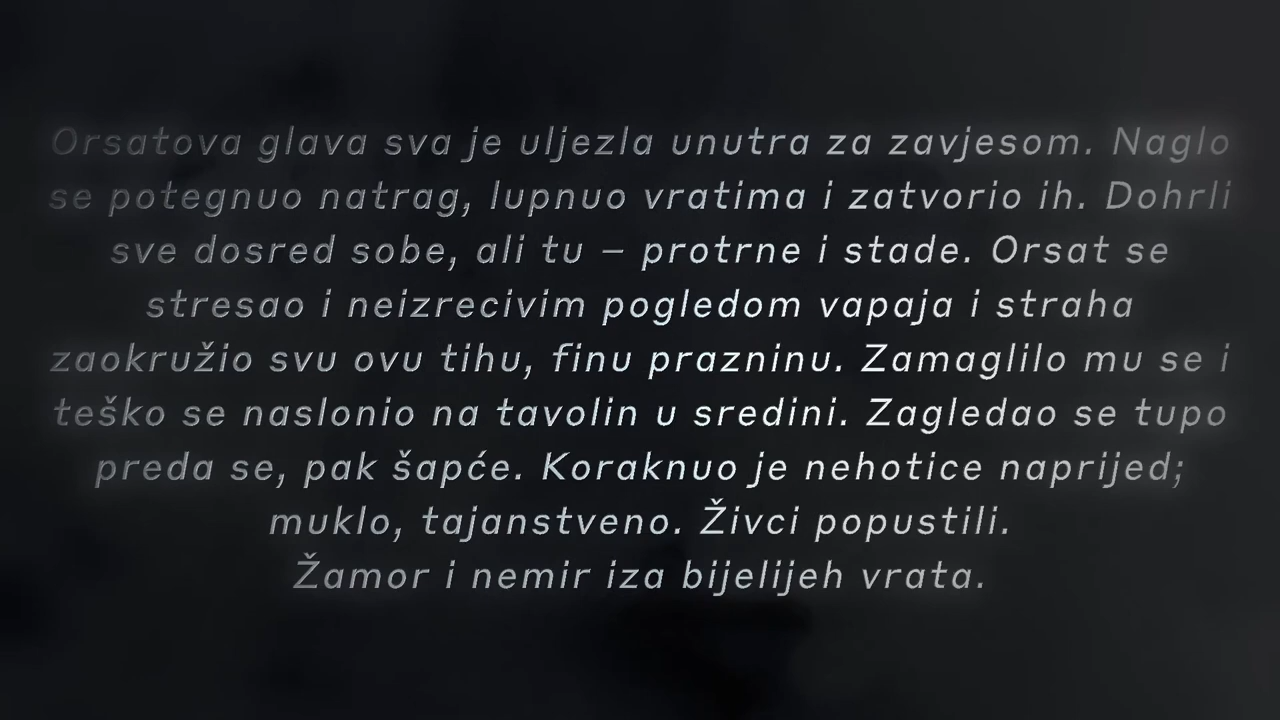 Orsatova glava sva je uljezla unutra za zavjesom. Naglo
se potegnuo natrag, lupnuo vratima i zatvorio ih. Dohrli
sve dosred sobe, ali tu – protrne i stade. Orsat se
stresao i neizrecivim pogledom vapaja i straha
zaokružio svu ovu tihu, finu prazninu. Zamaglilo mu se i
teško se naslonio na tavolin u sredini. Zagledao se tupo
preda se, pak šapće. Koraknuo je nehotice naprijed;
muklo, tajanstveno. Živci popustili.
Žamor i nemir iza bijelijeh vrata.